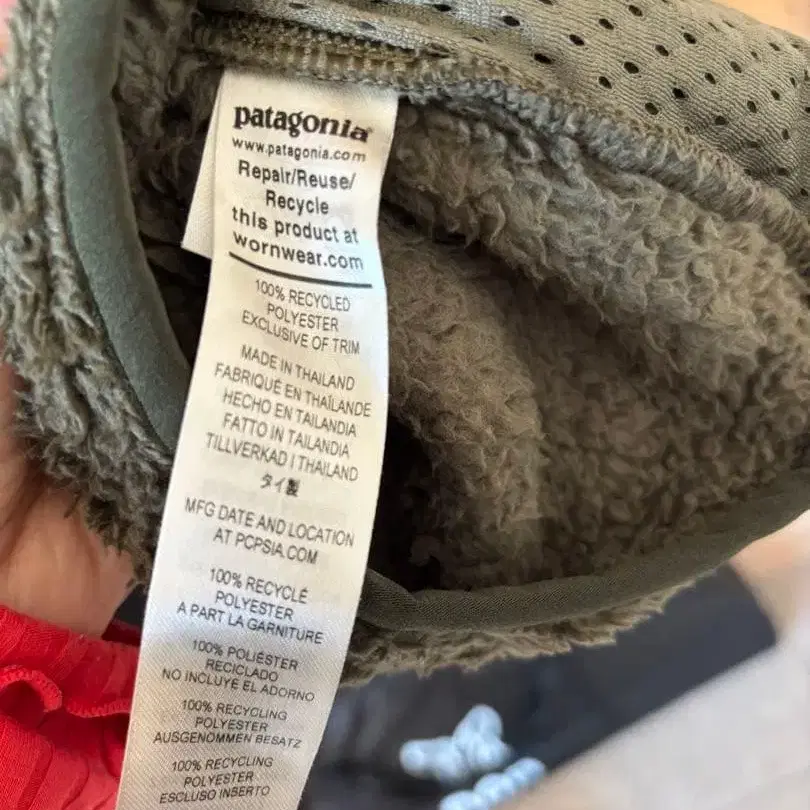 patagonia®
www.patagonia.com
Repair/Reuse/
Recycle
this product at
wornwear.com
100% RECYCLED
POLYESTER
EXCLUSIVE OF TRIM
MADE IN THAILAND
FABRIQUÉ EN THAÏLANDE
HECHO EN TAILANDIA
FATTO IN TAILANDIA
TILLVERKAD I THAILAND
タイ製
MFG DATE AND LOCATION
AT PCPSIA.COM
100% RECYCLÉ
POLYESTER
A PART LA GARNITURE
100% POLIÉSTER
RECICLADO
NO INCLUYE EL ADORNO
100% RECYCLING
POLYESTER
AUSGENOMMEN BESATZ
100% RECYCLING
POLYESTER
ESCLUSO INSERTO